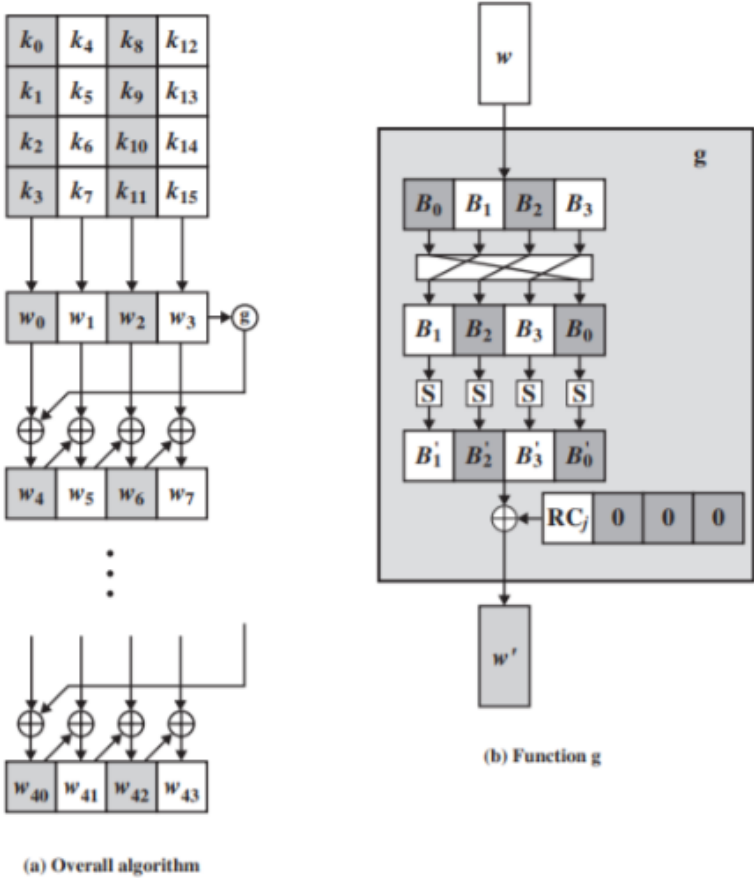 k0 k4 k8 k12
k1 k5 k9 k13
k2 k6 k10 k14
k3 k7 k11 k15
w0 w1 w2 w3 g
w4 w5 w6 w7
w40 w41 w42 w43
(a) Overall algorithm
w
g
B0 B1 B2 B3
B1 B2 B3 B0
S S S S
B'1 B'2 B'3 B'0
RCj 0 0 0
w'
(b) Function g